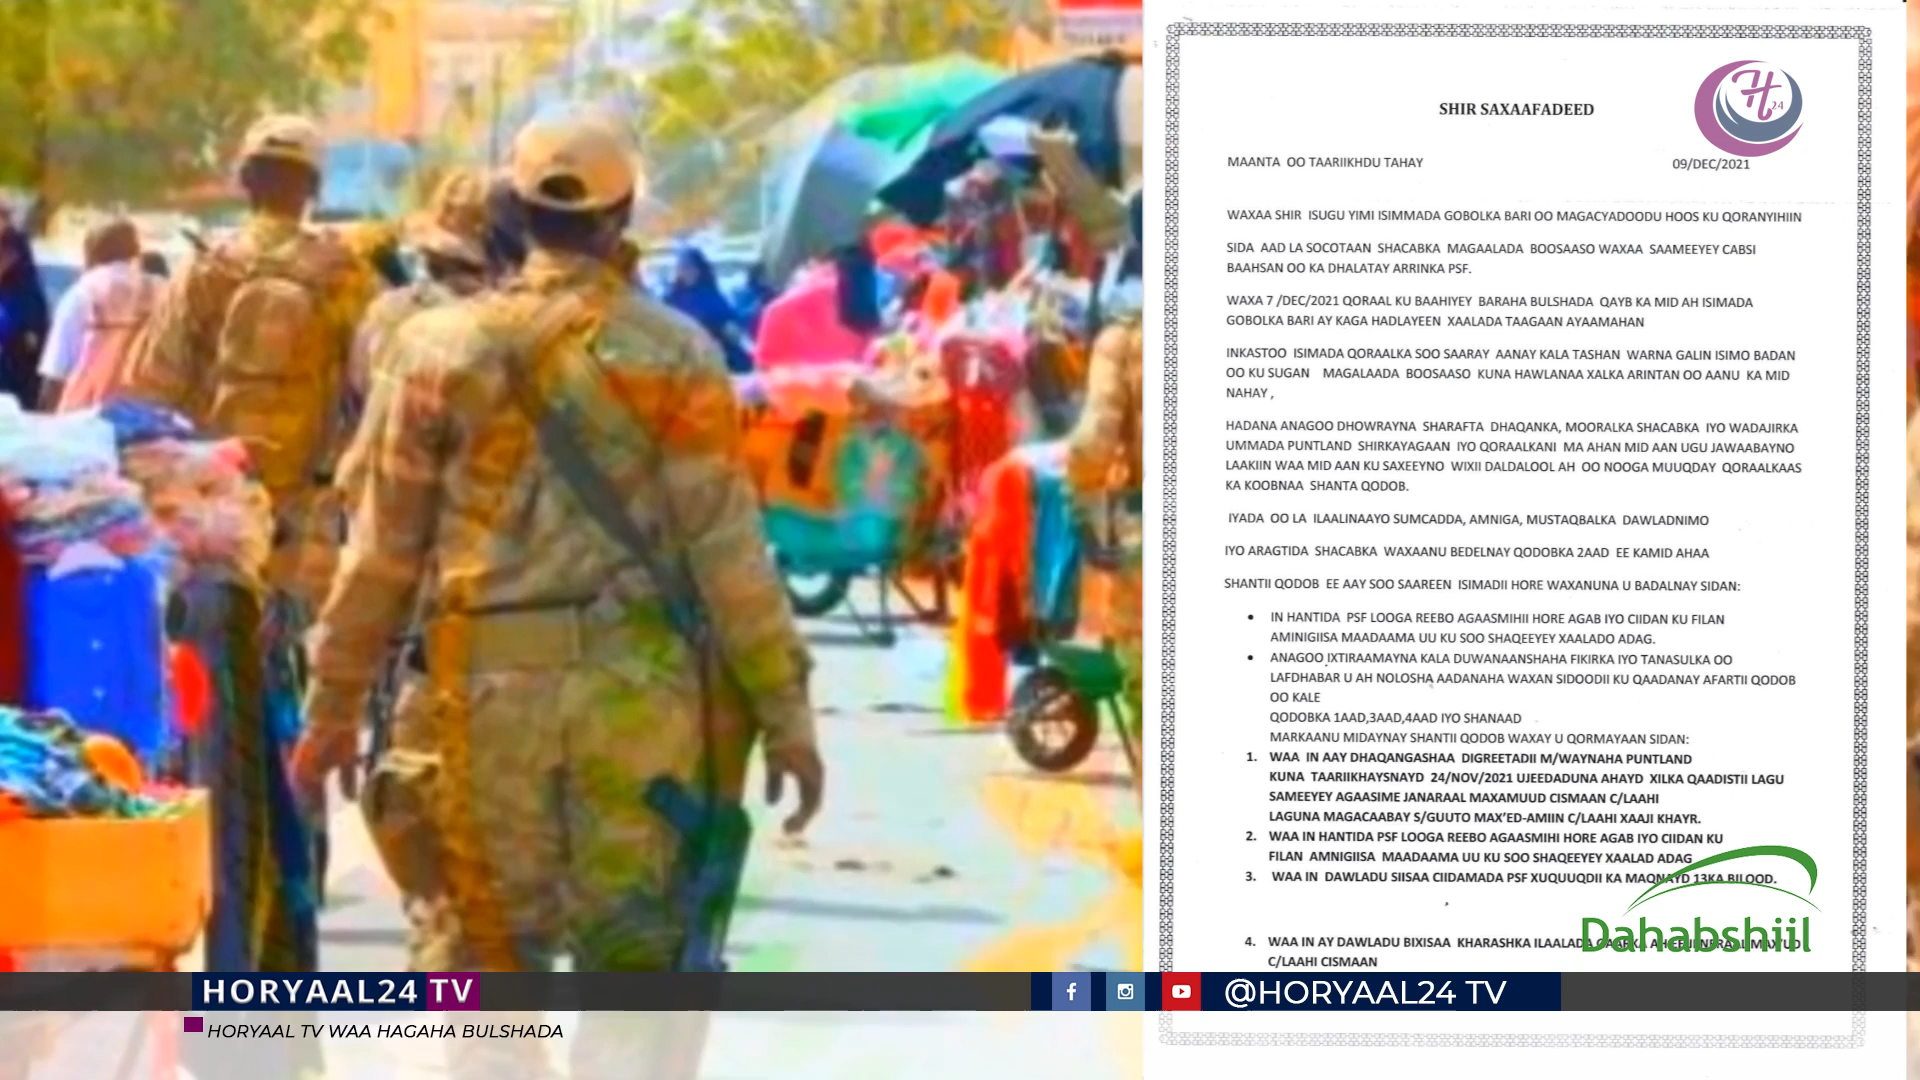 SHIR SAXAAFADEED
H 24
MAANTA OO TAARIIKHDU TAHAY 09/DEC/2021
WAXAA SHIR ISUGU YIMI ISIMMADA GOBOLKA BARI OO MAGACYADOODU HOOS KU QORANYIHIIN
SIDA AAD LA SOCOTAAN SHACABKA MAGAALADA BOOSAASO WAXAA SAAMEEYEY CABSI
BAAHSAN OO KA DHALATAY ARRINKA PSF.
WAXA 7 /DEC/2021 QORAAL KU BAAHIYEY BARAHA BULSHADA QAYB KA MID AH ISIMADA
GOBOLKA BARI AY KAGA HADLAYEEN XAALADA TAAGAAN AYAAMAHAN
INKASTOO ISIMADA QORAALKA SOO SAARAY AANAY KALA TASHAN WARNA GALIN ISIMO BADAN
OO KU SUGAN MAGALAADA BOOSAASO KUNA HAWLANAA XALKA ARINTAN OO AANU KA MID
NAHAY ,
HADANA ANAGOO DHOWRAYNA SHARAFTA DHAQANKA, MOORALKA SHACABKA IYO WADAJIRKA
UMMADA PUNTLAND SHIRKAYAGAAN IYO QORAALKANI MA AHAN MID AAN UGU JAWAABAYNO
LAAKIIN WAA MID AAN KU SAXEEYNO WIXII DALDALOOL AH OO NOOGA MUUQDAY QORAALKAAS
KA KOOBNAA SHANTA QODOB.
IYADA OO LA ILAALINAAYO SUMCADDA, AMNIGA, MUSTAQBALKA DAWLADNIMO
IYO ARAGTIDA SHACABKA WAXAANU BEDELNAY QODOBKA 2AAD EE KAMID AHAA
SHANTII QODOB EE AAY SOO SAAREEN ISIMADII HORE WAXANUNA U BADALNAY SIDAN:
• IN HANTIDA PSF LOOGA REEBO AGAASMIHII HORE AGAB IYO CIIDAN KU FILAN
AMINIGIISA MAADAAMA UU KU SOO SHAQEEYEY XAALADO ADAG.
• ANAGOO IXTIRAAMAYNA KALA DUWANAANSHAHA FIKIRKA IYO TANASULKA OO
LAFDHABAR U AH NOLOSHA AADANAHA WAXAN SIDOODII KU QAADANAY AFARTII QODOB
OO KALE
QODOBKA 1AAD,3AAD,4AAD IYO SHANAAD
MARKAANU MIDAYNAY SHANTII QODOB WAXAY U QORMAYAAN SIDAN:
1. WAA IN AAY DHAQANGASHAA DIGREETADII M/WAYNAHA PUNTLAND
KUNA TAARIIKHAYSNAYD 24/NOV/2021 UJEEDADUNA AHAYD XILKA QAADISTII LAGU
SAMEEYEY AGAASIME JANARAAL MAXAMUUD CISMAAN C/LAAHI
LAGUNA MAGACAABAY S/GUUTO MAX'ED-AMIIN C/LAAHI XAAJI KHAYR.
2. WAA IN HANTIDA PSF LOOGA REEBO AGAASMIHI HORE AGAB IYO CIIDAN KU
FILAN AMNIGIISA MAADAAMA UU KU SOO SHAQEEYEY XAALAD ADAG
3. WAA IN DAWLADU SIISAA CIIDAMADA PSF XUQUUQDII KA MAQNAYD 13KA BILOOD.
4. WAA IN AY DAWLADU BIXISAA KHARASHKA ILAALADA
C/LAAHI CISMAAN
Dahabshiil
HORYAAL24 TV
@HORYAAL24 TV
HORYAAL TV WAA HAGAHA BULSHADA